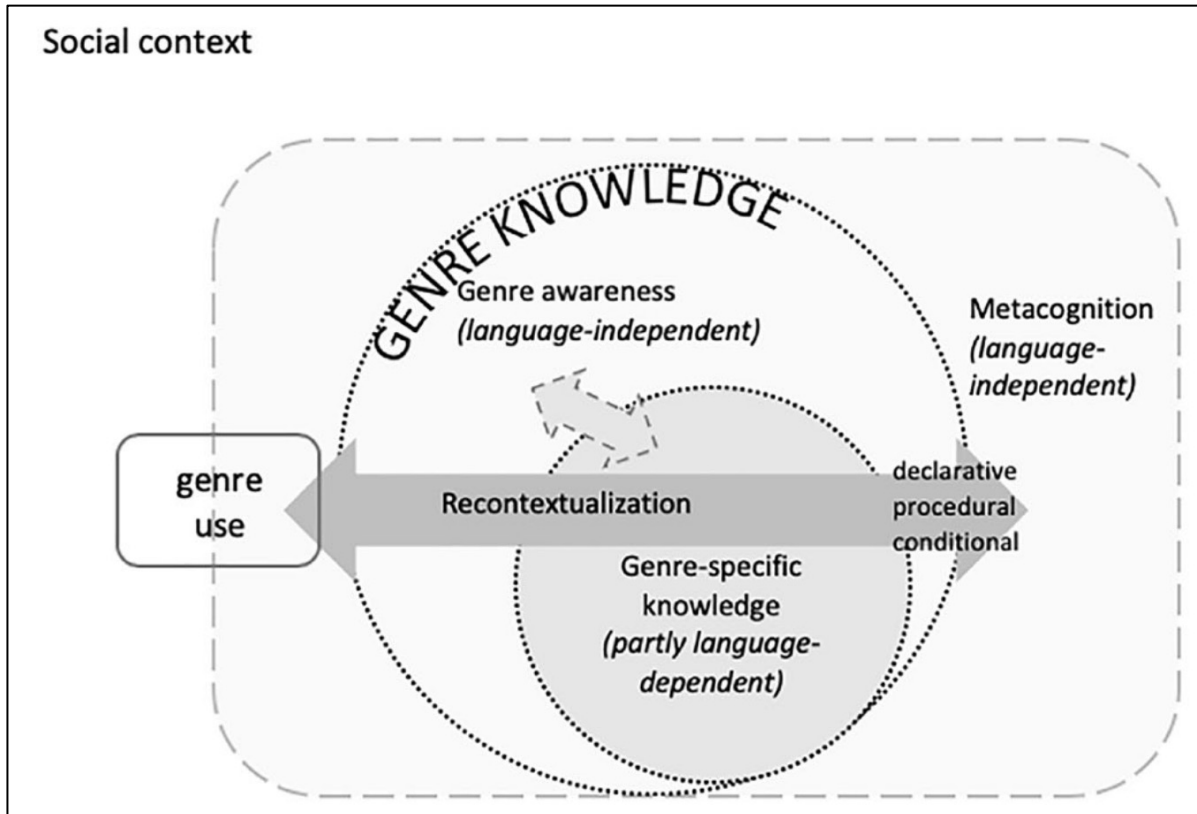 Social context
GENRE KNOWLEDGE
Genre awareness
(language-independent)
Metacognition
(language-
independent)
genre
use
Recontextualization
declarative
procedural
conditional
Genre-specific
knowledge
(partly language-
dependent)